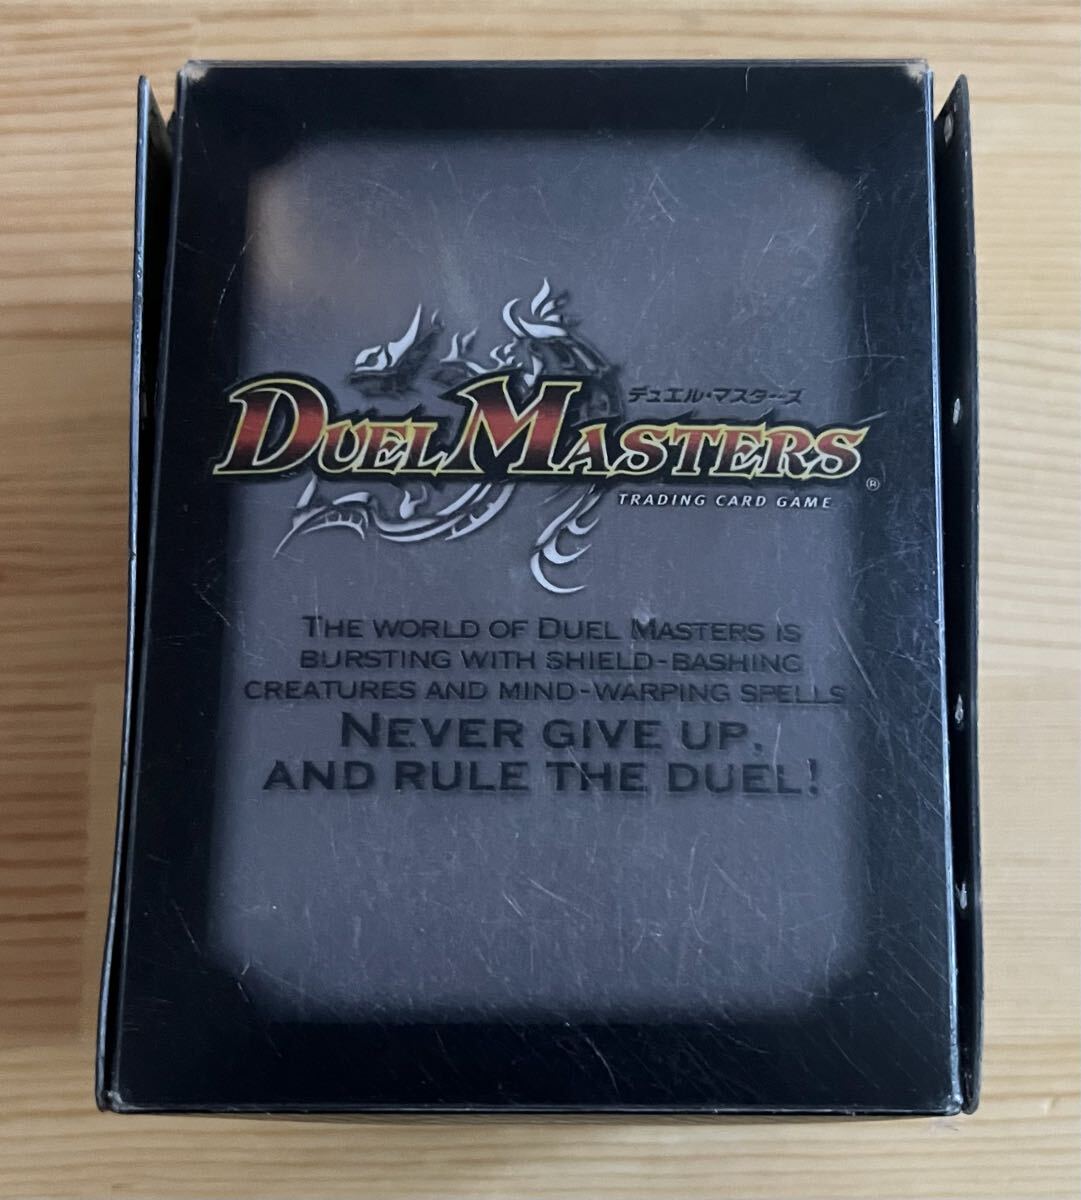 デュエル・マスターズ
DUEL MASTERS ®
TRADING CARD GAME
THE WORLD OF DUEL MASTERS IS
BURSTING WITH SHIELD-BASHING
CREATURES AND MIND-WARPING SPELLS
NEVER GIVE UP,
AND RULE THE DUEL!